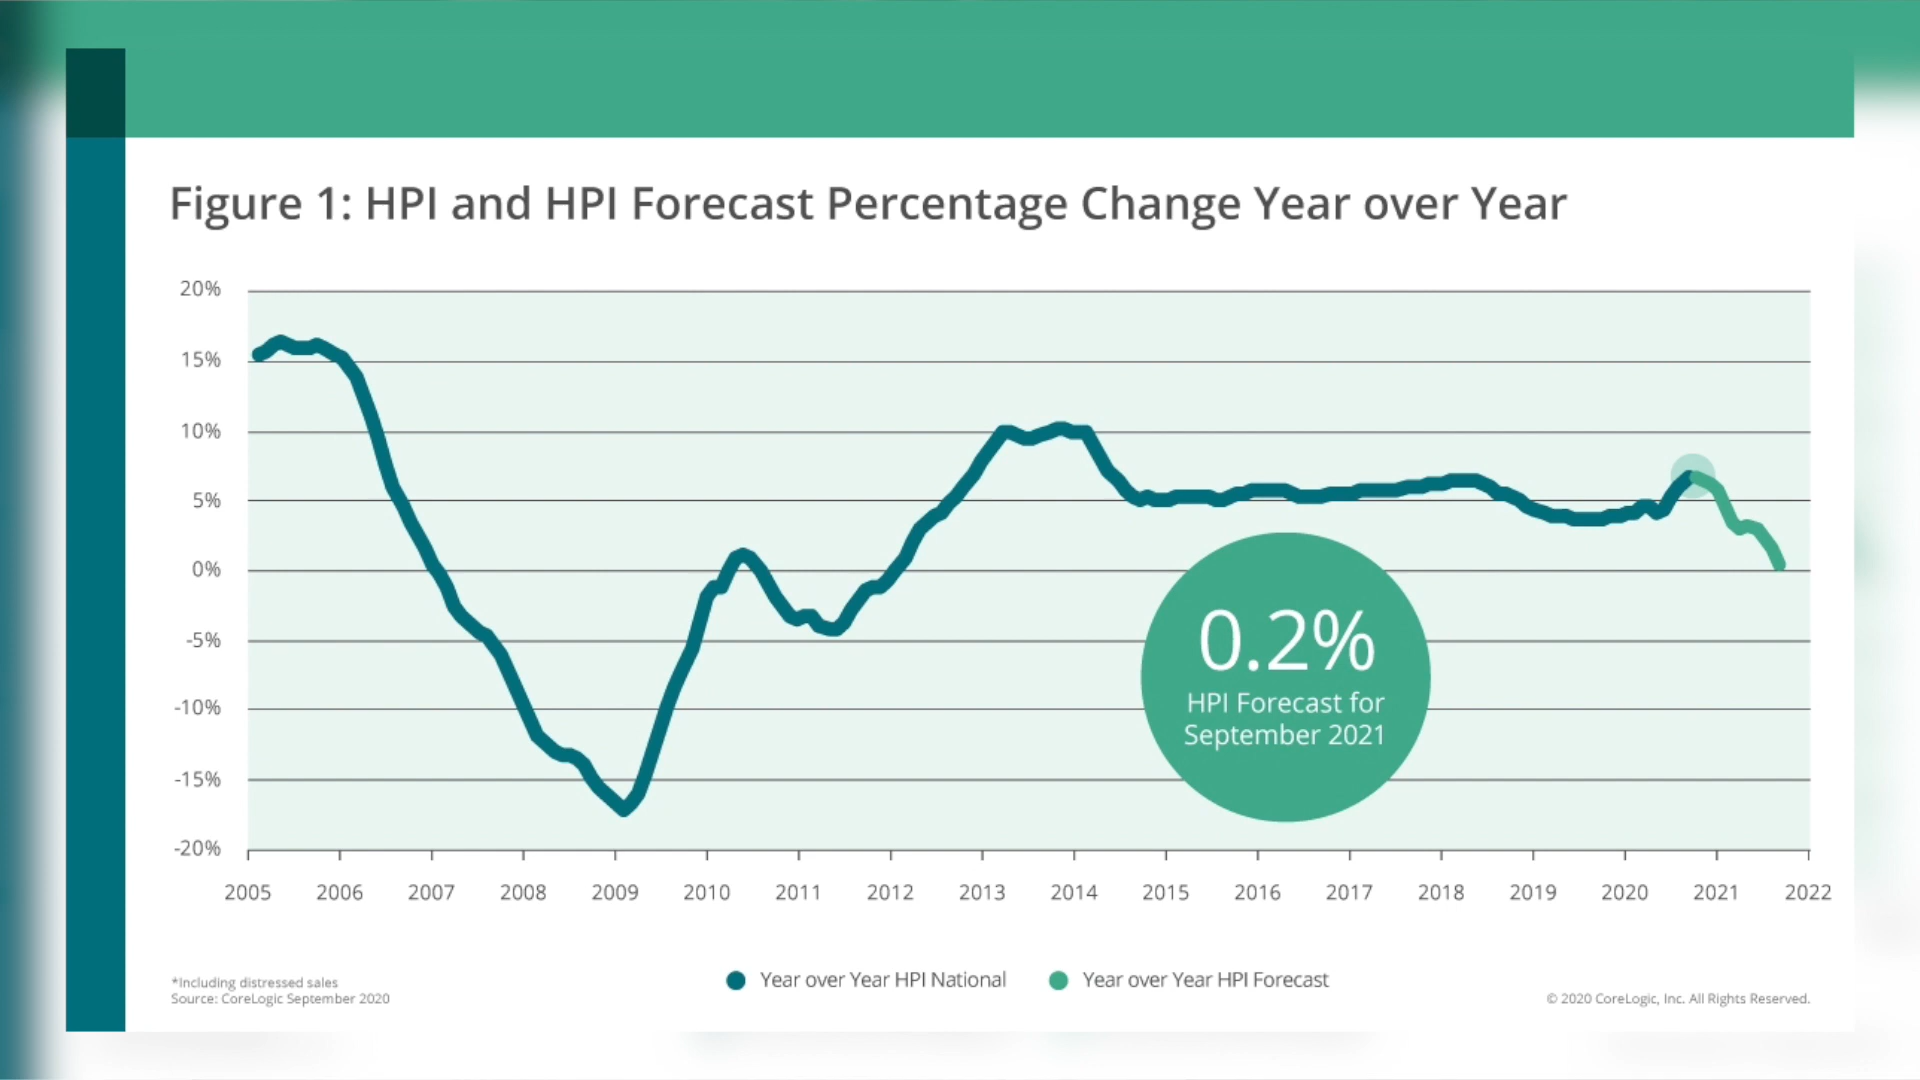 Figure 1: HPI and HPI Forecast Percentage Change Year over Year
20%
15%
10%
5%
0%
-5%
-10%
-15%
-20%
0.2%
HPI Forecast for
September 2021
2005 2006 2007 2008 2009 2010 2011 2012 2013 2014 2015 2016 2017 2018 2019 2020 2021 2022
Year over Year HPI National Year over Year HPI Forecast
*Including distressed sales
Source: CoreLogic September 2020
© 2020 CoreLogic, Inc. All Rights Reserved.